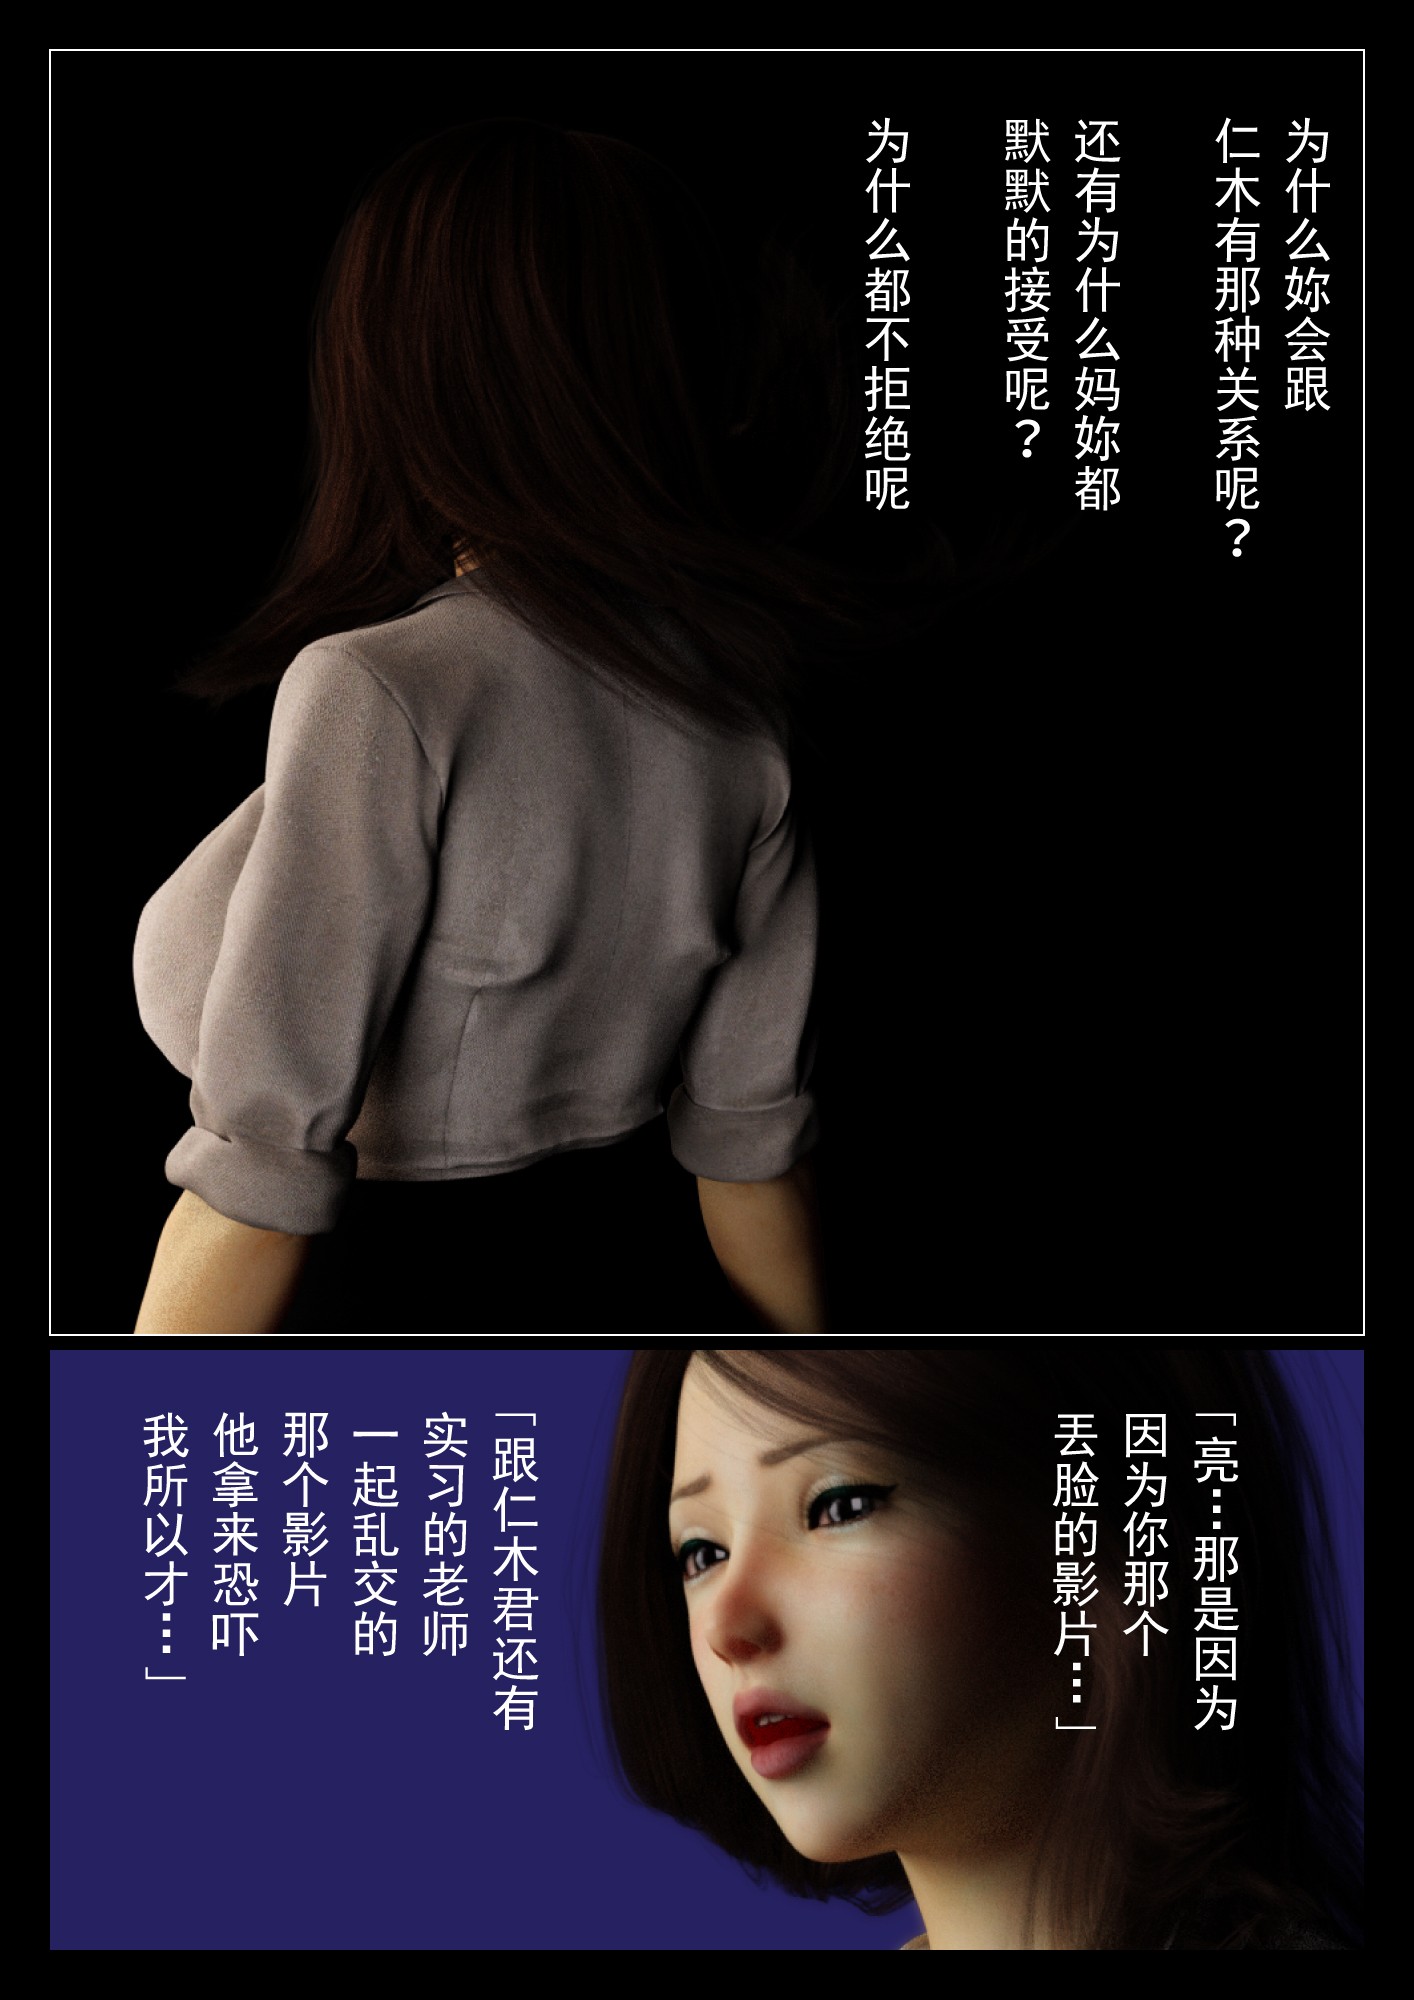 为什么妳会跟
仁木有那种关系呢？
还有为什么妈妳都
默默的接受呢？
为什么都不拒绝呢
「亮…那是因为
因为你那个
丟脸的影片…」
「跟仁木君还有
实习的老师
一起乱交的
那个影片
他拿来恐吓
我所以才…」